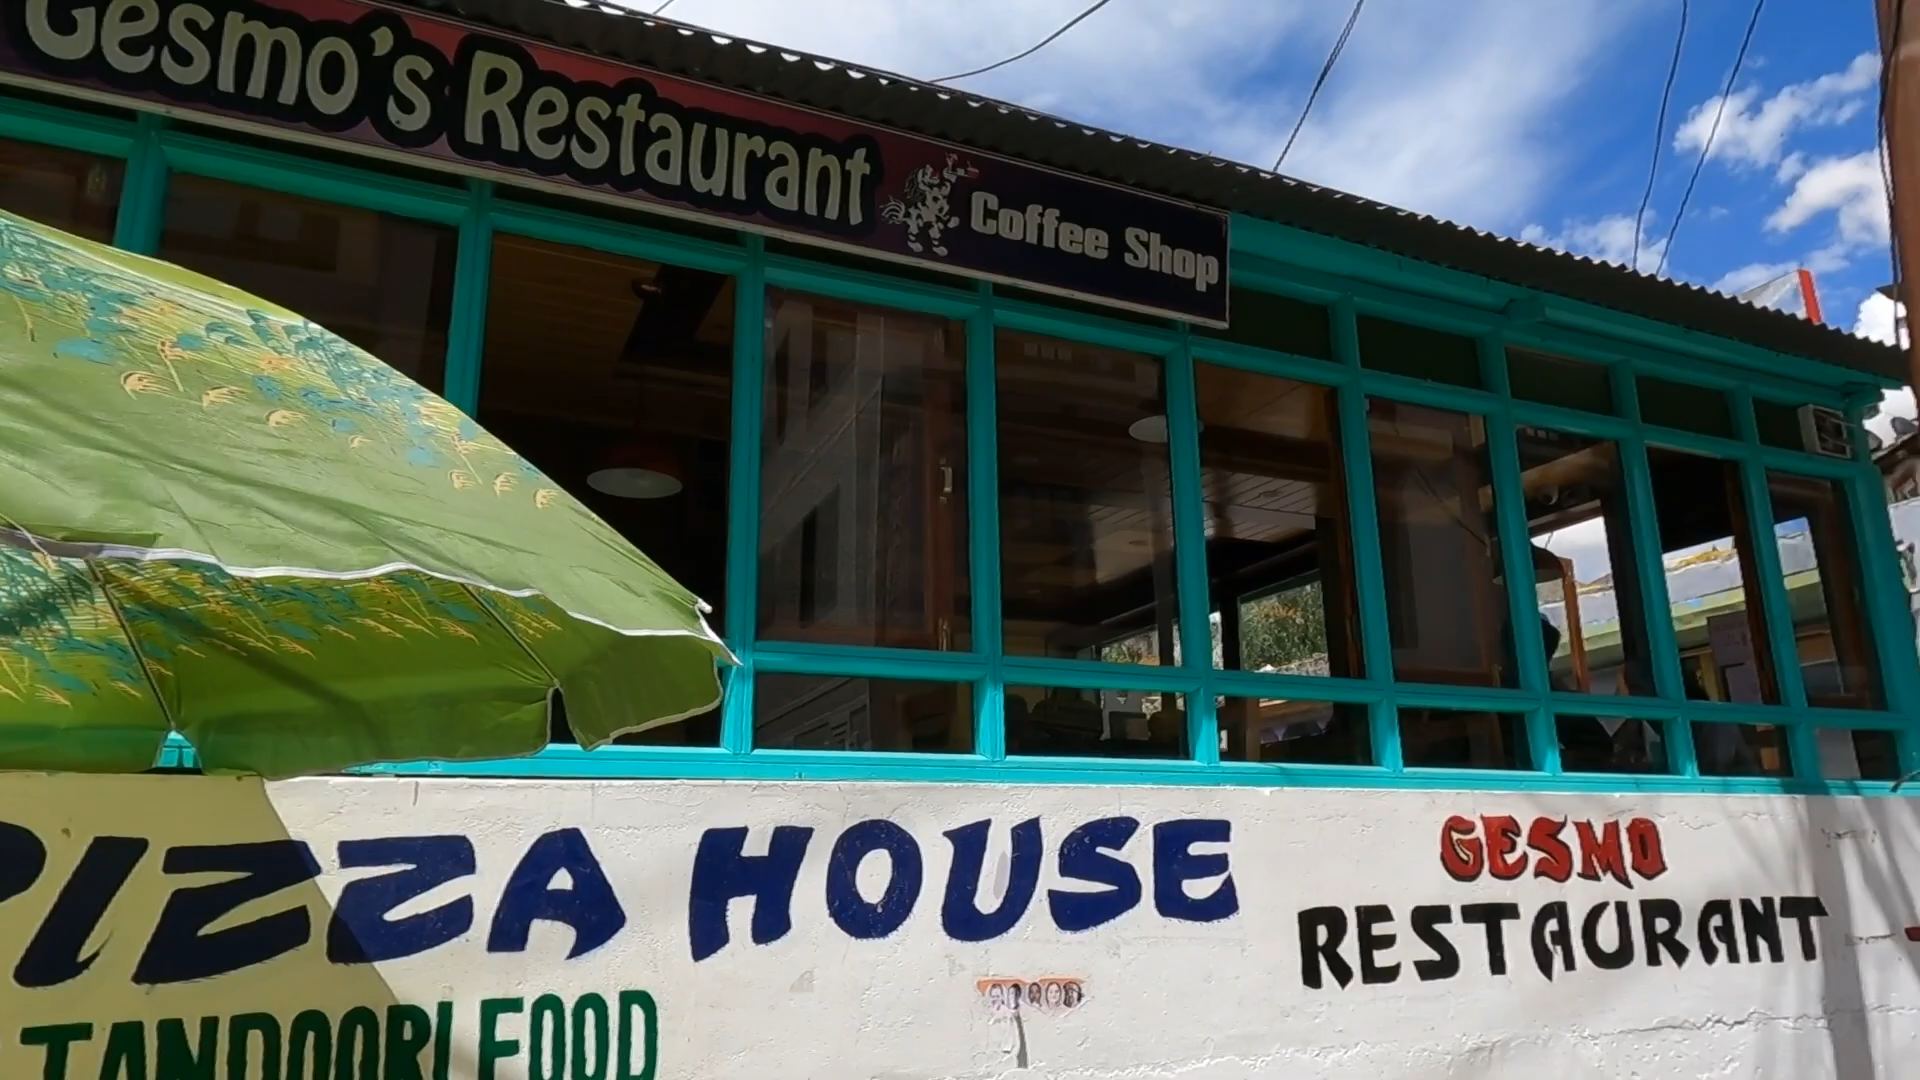 Gesmo's Restaurant Coffee Shop
PIZZA HOUSE
GESMO
RESTAURANT
TANDOORI FOOD